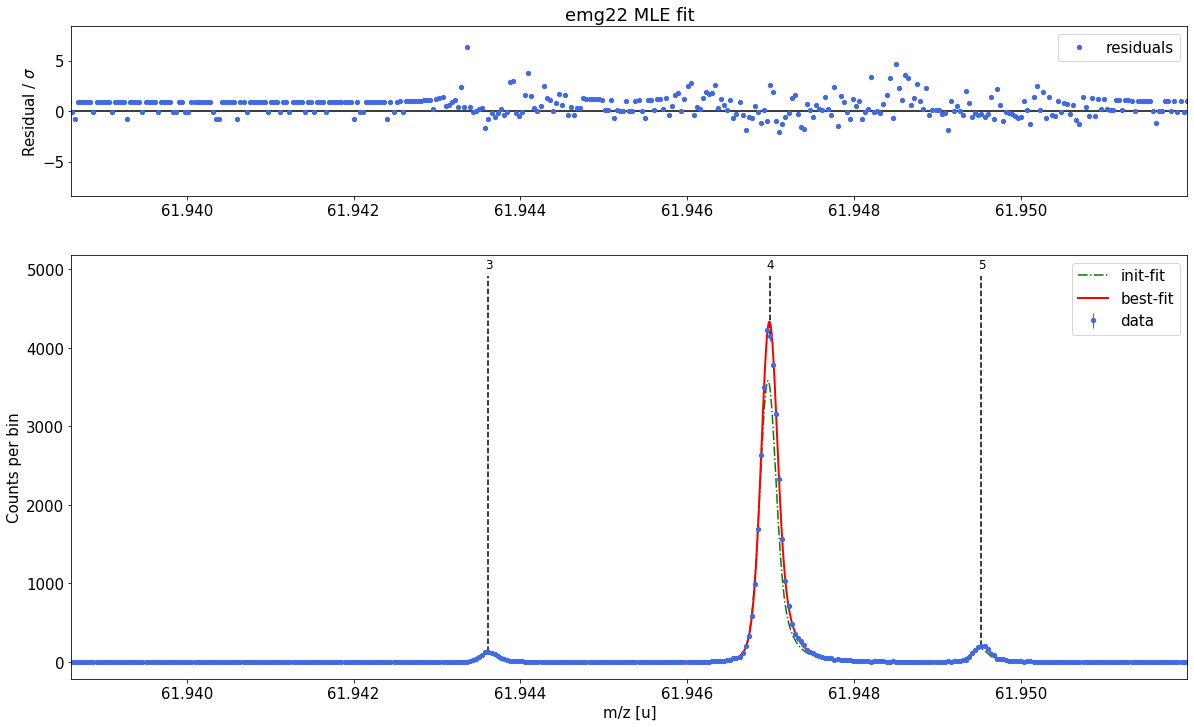 emg22 MLE fit
residuals
Residual / σ
5
0
−5
61.940 61.942 61.944 61.946 61.948 61.950
3 4 5
init-fit
best-fit
data
Counts per bin
5000
4000
3000
2000
1000
0
61.940 61.942 61.944 61.946 61.948 61.950
m/z [u]